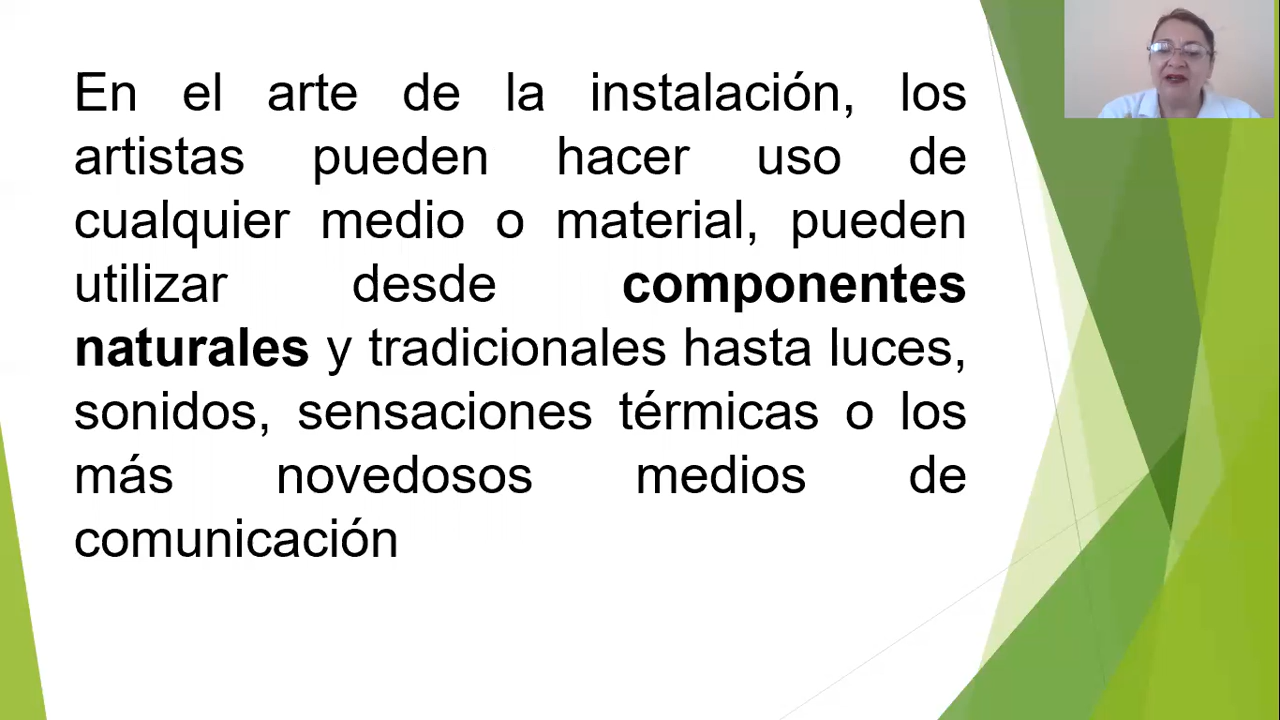 En el arte de la instalación, los
artistas pueden hacer uso de
cualquier medio o material, pueden
utilizar desde componentes
naturales y tradicionales hasta luces,
sonidos, sensaciones térmicas o los
más novedosos medios de
comunicación